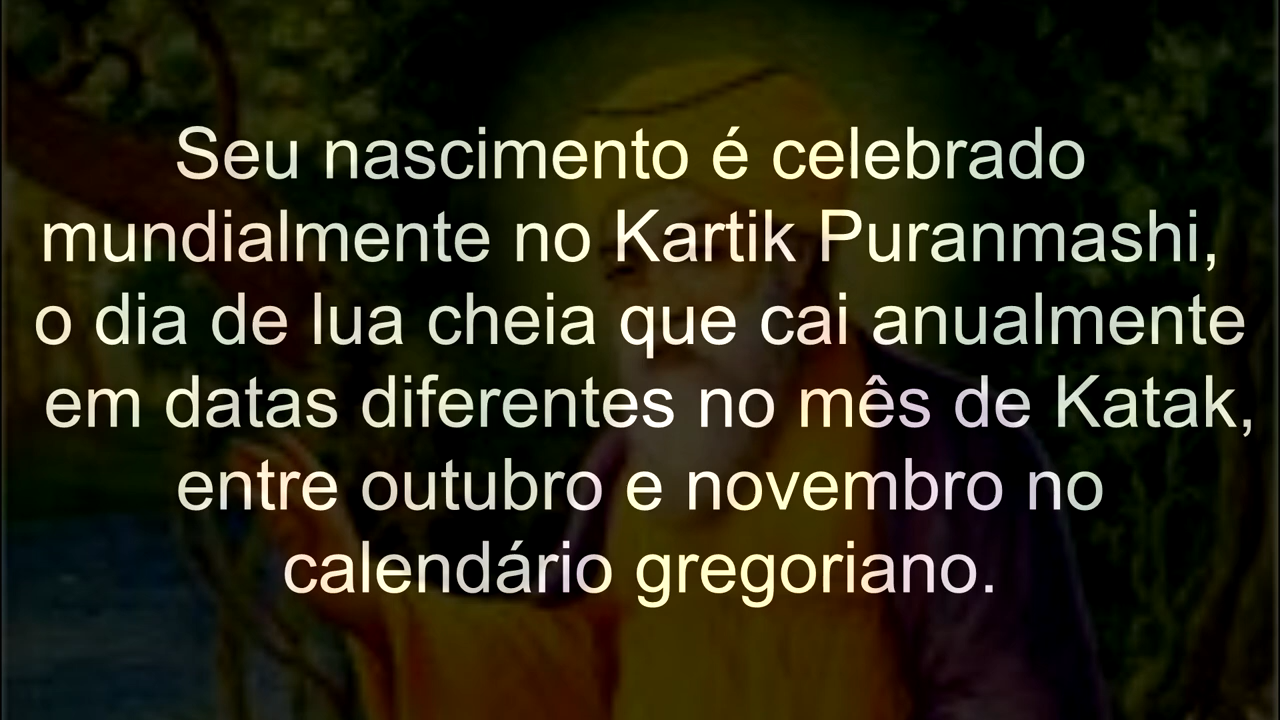 Seu nascimento é celebrado
mundialmente no Kartik Puranmashi,
o dia de lua cheia que cai anualmente
em datas diferentes no mês de Katak,
entre outubro e novembro no
calendário gregoriano.